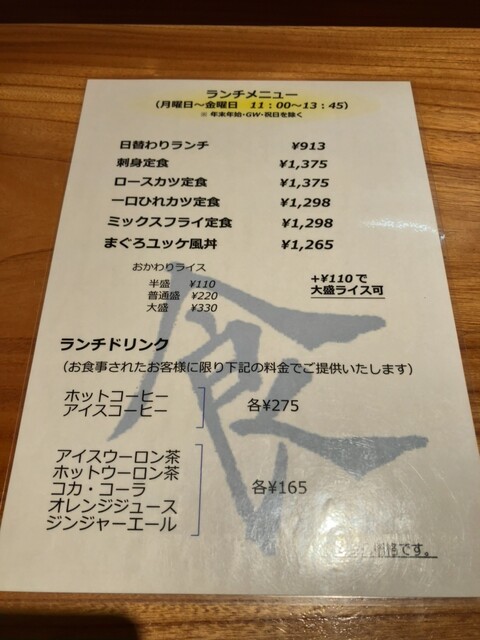 ランチメニュー
（月曜日～金曜日　11：00～13：45）
※ 年末年始・GW・祝日を除く
日替わりランチ　¥913
刺身定食　¥1,375
ロースカツ定食　¥1,375
一口ひれカツ定食　¥1,298
ミックスフライ定食　¥1,298
まぐろユッケ風丼　¥1,265
おかわりライス
半盛　¥110
普通盛　¥220
大盛　¥330
+¥110 で
大盛ライス可
食
ランチドリンク
（お食事されたお客様に限り下記の料金でご提供いたします）
ホットコーヒー
アイスコーヒー
各¥275
アイスウーロン茶
ホットウーロン茶
コカ・コーラ
オレンジジュース
ジンジャーエール
各¥165
です。